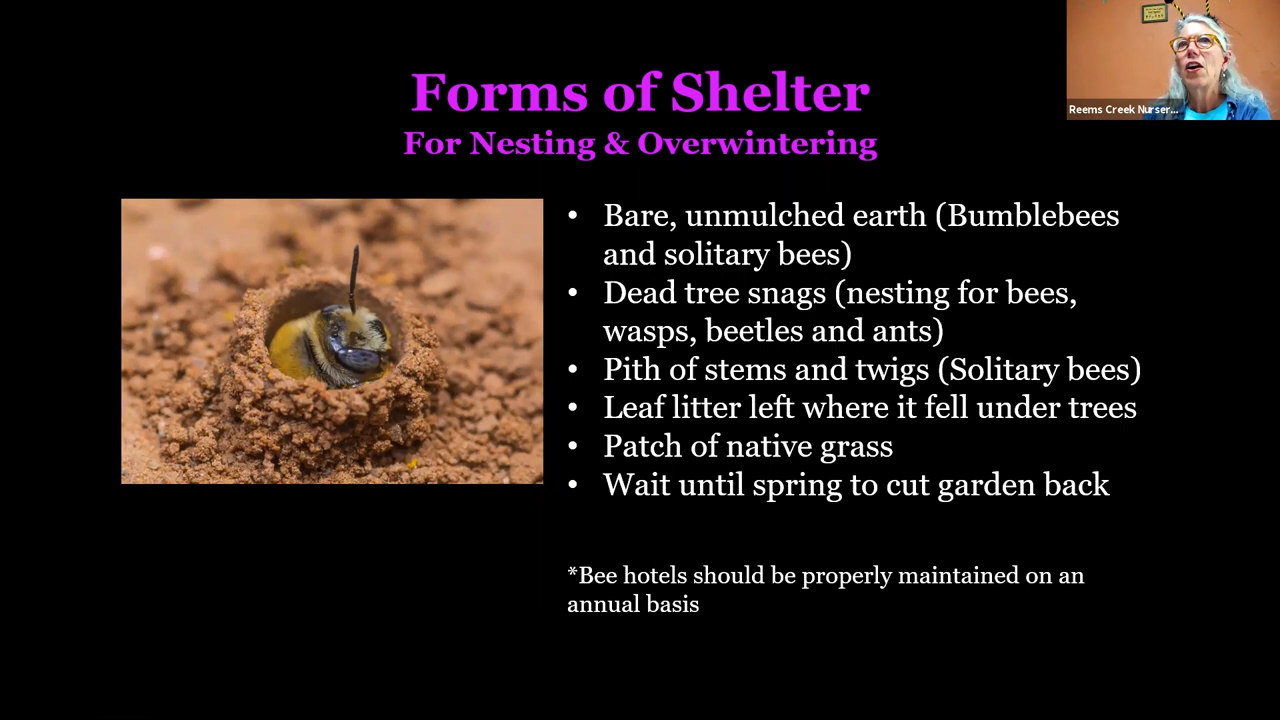 Forms of Shelter
For Nesting & Overwintering
Reems Creek Nurser...
• Bare, unmulched earth (Bumblebees
and solitary bees)
• Dead tree snags (nesting for bees,
wasps, beetles and ants)
• Pith of stems and twigs (Solitary bees)
• Leaf litter left where it fell under trees
• Patch of native grass
• Wait until spring to cut garden back
*Bee hotels should be properly maintained on an
annual basis